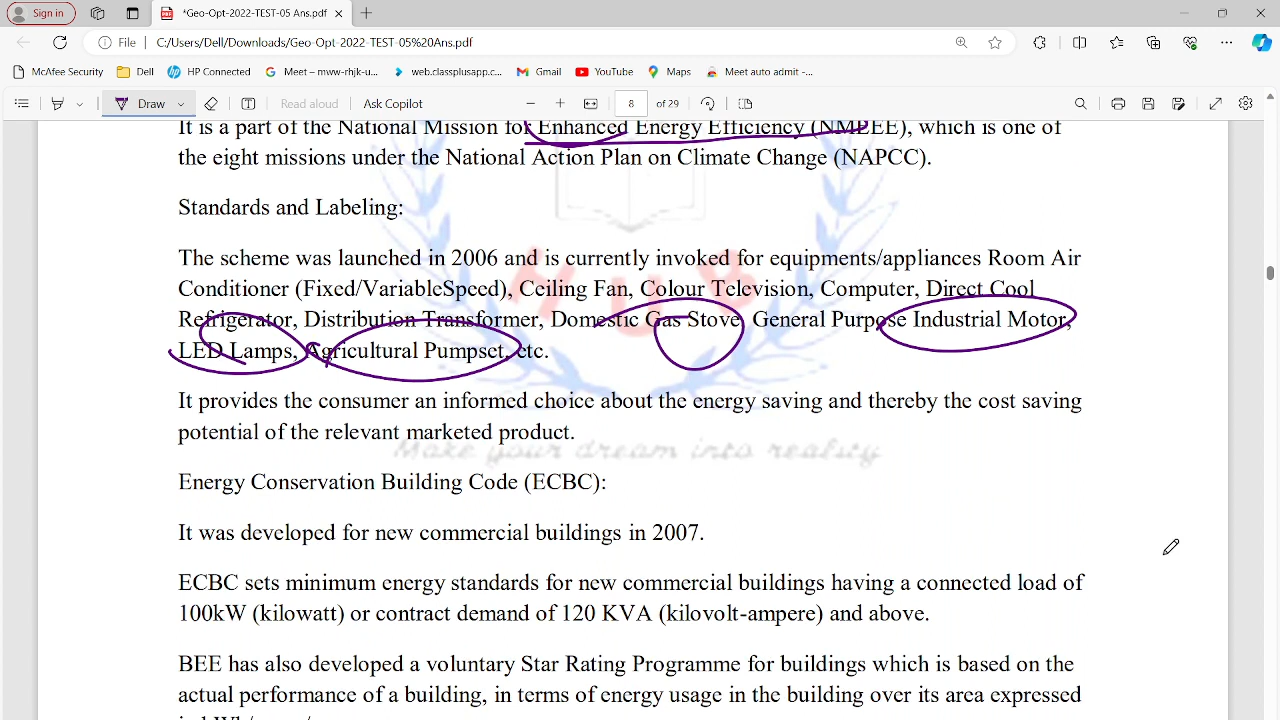 Sign in
*Geo-Opt-2022-TEST-05 Ans.pdf
File C:/Users/Dell/Downloads/Geo-Opt-2022-TEST-05%20Ans.pdf
McAfee Security Dell HP Connected Meet – mvw-rhjk-u... web.classplusapp.c... Gmail YouTube Maps Meet auto admit -...
Draw Read aloud Ask Copilot 8 of 29
It is a part of the National Mission for Enhanced Energy Efficiency (NMEEE), which is one of
the eight missions under the National Action Plan on Climate Change (NAPCC).
Standards and Labeling:
The scheme was launched in 2006 and is currently invoked for equipments/appliances Room Air
Conditioner (Fixed/VariableSpeed), Ceiling Fan, Colour Television, Computer, Direct Cool
Refrigerator, Distribution Transformer, Domestic Gas Stove, General Purpose Industrial Motor,
LED Lamps, Agricultural Pumpset, etc.
It provides the consumer an informed choice about the energy saving and thereby the cost saving
potential of the relevant marketed product.
Make your dream into reality
Energy Conservation Building Code (ECBC):
It was developed for new commercial buildings in 2007.
ECBC sets minimum energy standards for new commercial buildings having a connected load of
100kW (kilowatt) or contract demand of 120 KVA (kilovolt-ampere) and above.
BEE has also developed a voluntary Star Rating Programme for buildings which is based on the
actual performance of a building, in terms of energy usage in the building over its area expressed